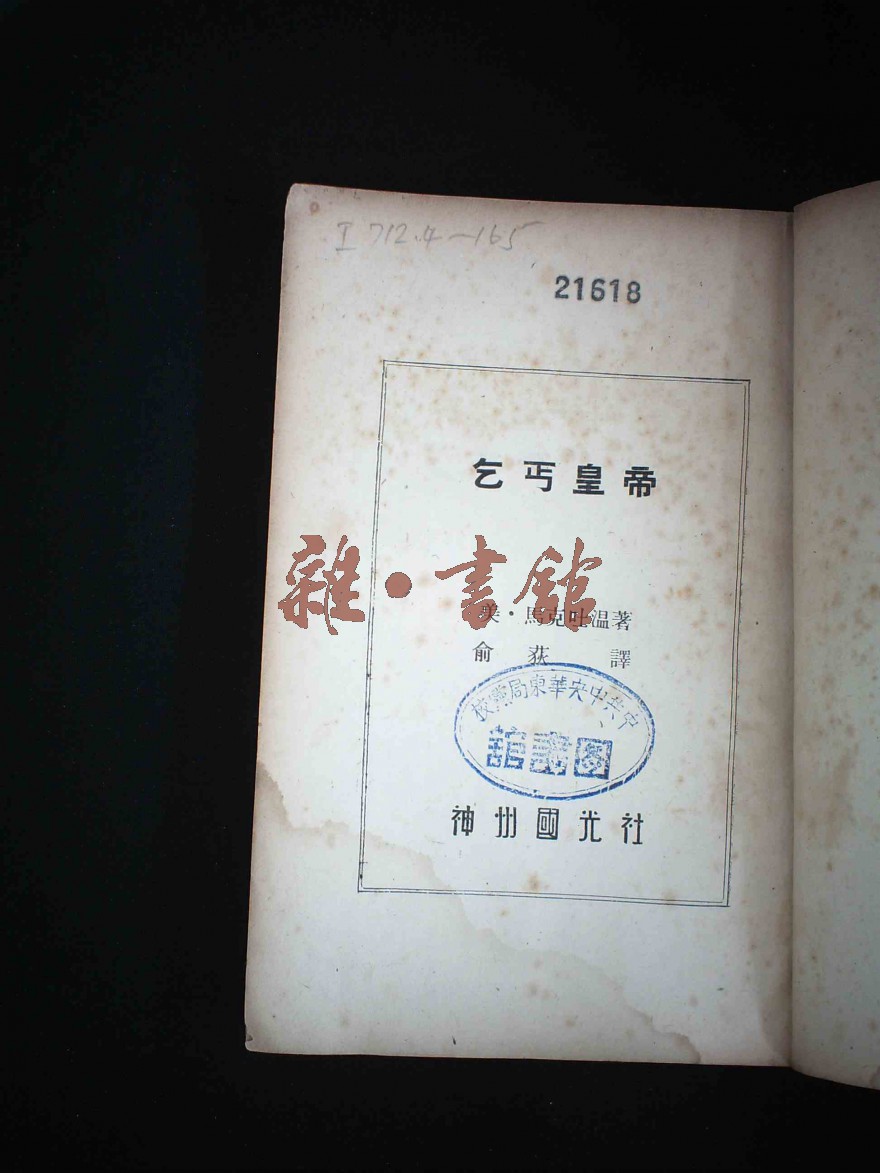 I 712.4-165
21618
乞丐皇帝
雜·書館
美·馬克吐温著
俞荻 譯
中共中央華東局黨校
圖書館
神州國光社